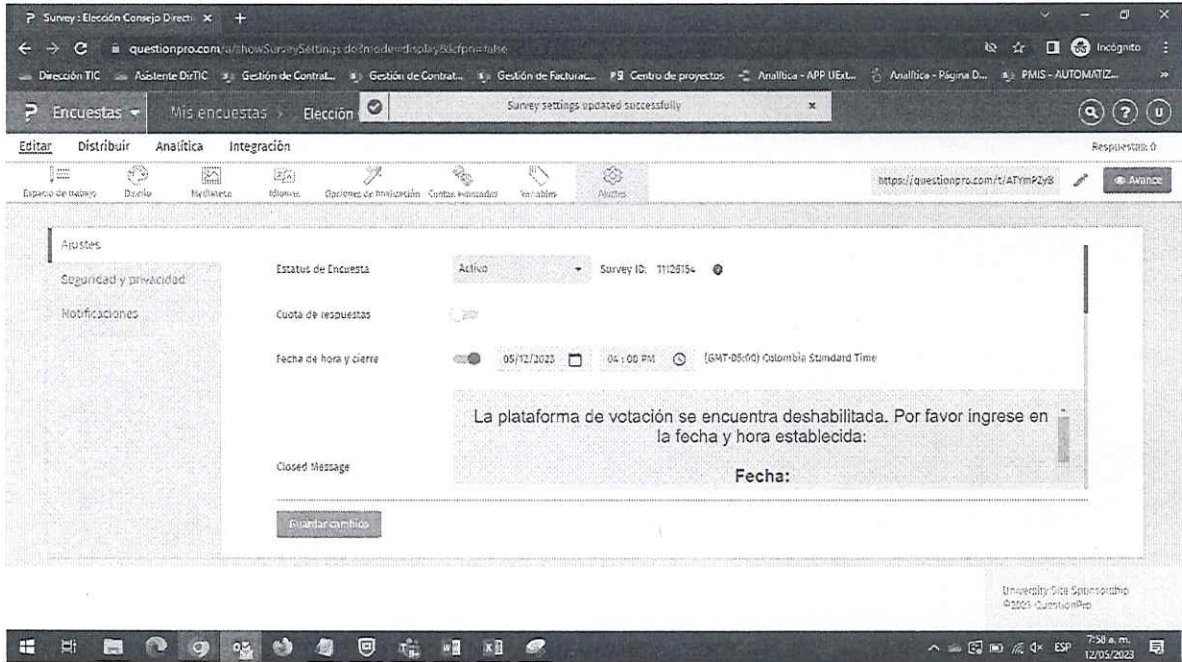 Survey : Elección Consejo Directi
questionpro.com/a/showSurveySettings.do?mode=display&lcfpn=false
Incógnito
Dirección TIC Asistente DirTIC Gestión de Contrat... Gestión de Contrat... Gestión de Facturac... Centro de proyectos Analítica - APP UExt... Analítica - Página D... PMIS - AUTOMATIZ...
Encuestas Mis encuestas Elección Survey settings updated successfully
Editar Distribuir Analítica Integración Respuestas: 0
Espacio de trabajo Diseño Mediateca Idiomas Opciones de finalización Cuotas avanzadas Variables Ajustes https://questionpro.com/t/ATYmPZyB Avance
Ajustes
Seguridad y privacidad
Notificaciones
Estatus de Encuesta Activo Survey ID: 11126154
Cuota de respuestas
Fecha de hora y cierre 05/12/2023 04:00 PM (GMT-05:00) Colombia Standard Time
La plataforma de votación se encuentra deshabilitada. Por favor ingrese en
la fecha y hora establecida:
Closed Message
Fecha:
Guardar cambios
University Site Sponsorship
©2023 QuestionPro
ESP
7:58 a. m.
12/05/2023